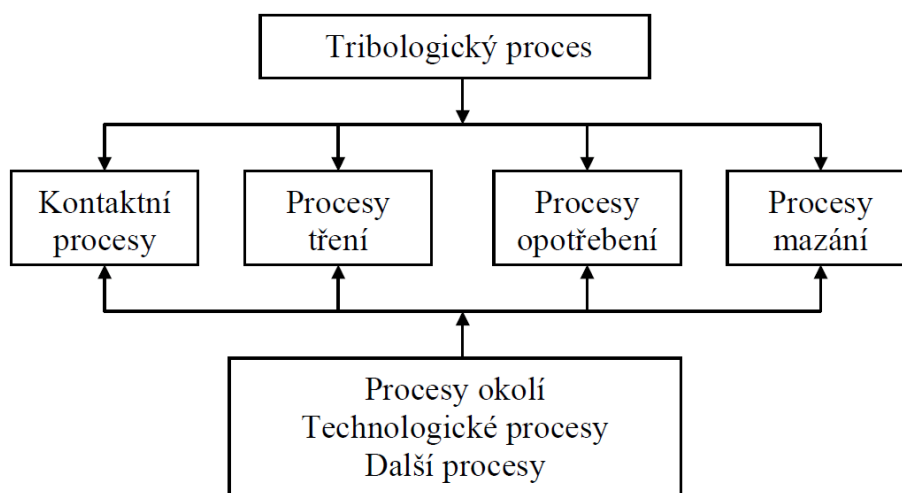 Tribologický proces
Kontaktní
procesy
Procesy
tření
Procesy
opotřebení
Procesy
mazání
Procesy okolí
Technologické procesy
Další procesy